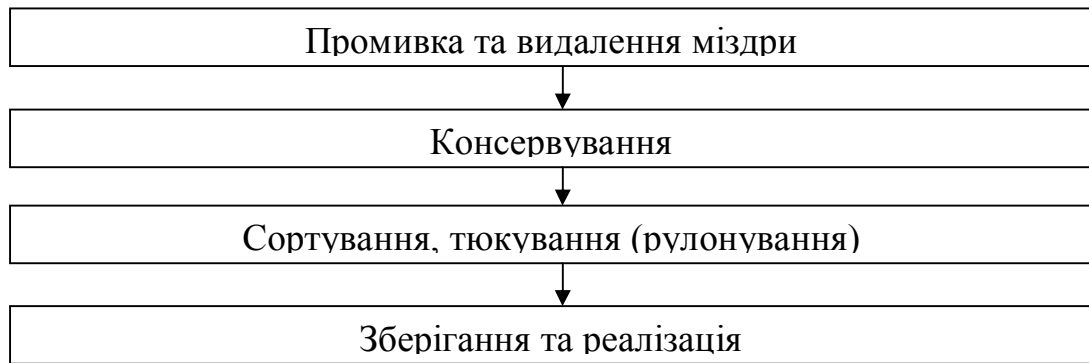 Промивка та видалення міздри
Консервування
Сортування, тюкування (рулонування)
Зберігання та реалізація